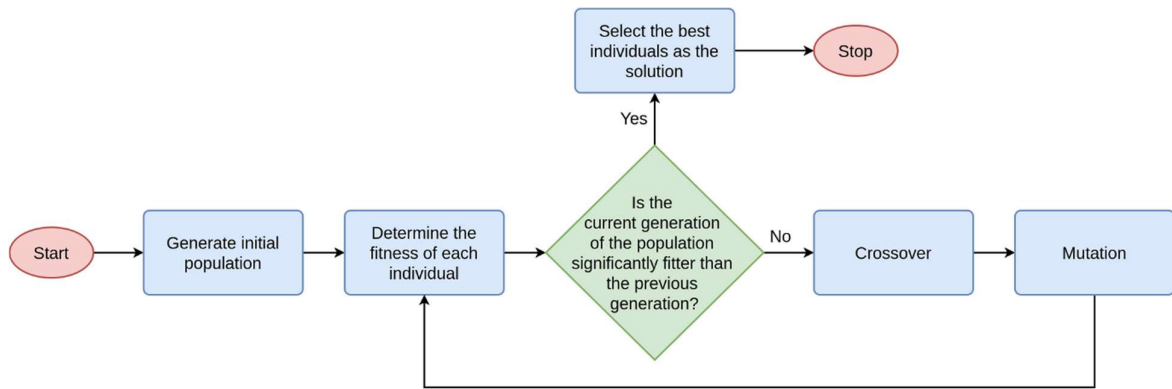 Select the best
individuals as the
solution
Stop
Yes
Start
Generate initial
population
Determine the
fitness of each
individual
Is the
current generation
of the population
significantly fitter than
the previous
generation?
No
Crossover
Mutation